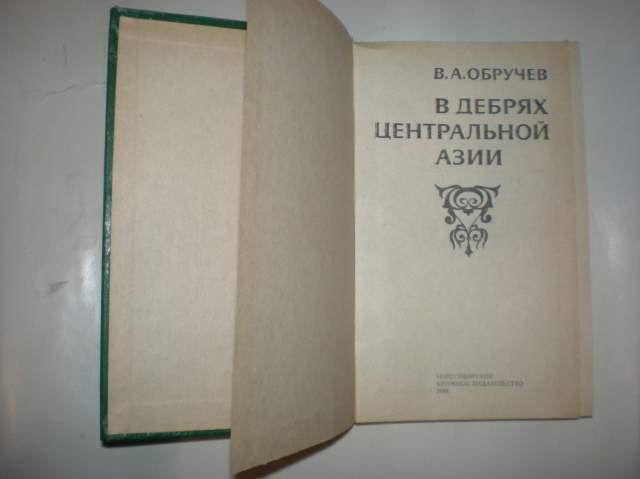 В. А. ОБРУЧЕВ
В ДЕБРЯХ
ЦЕНТРАЛЬНОЙ
АЗИИ
НОВОСИБИРСКОЕ
КНИЖНОЕ ИЗДАТЕЛЬСТВО